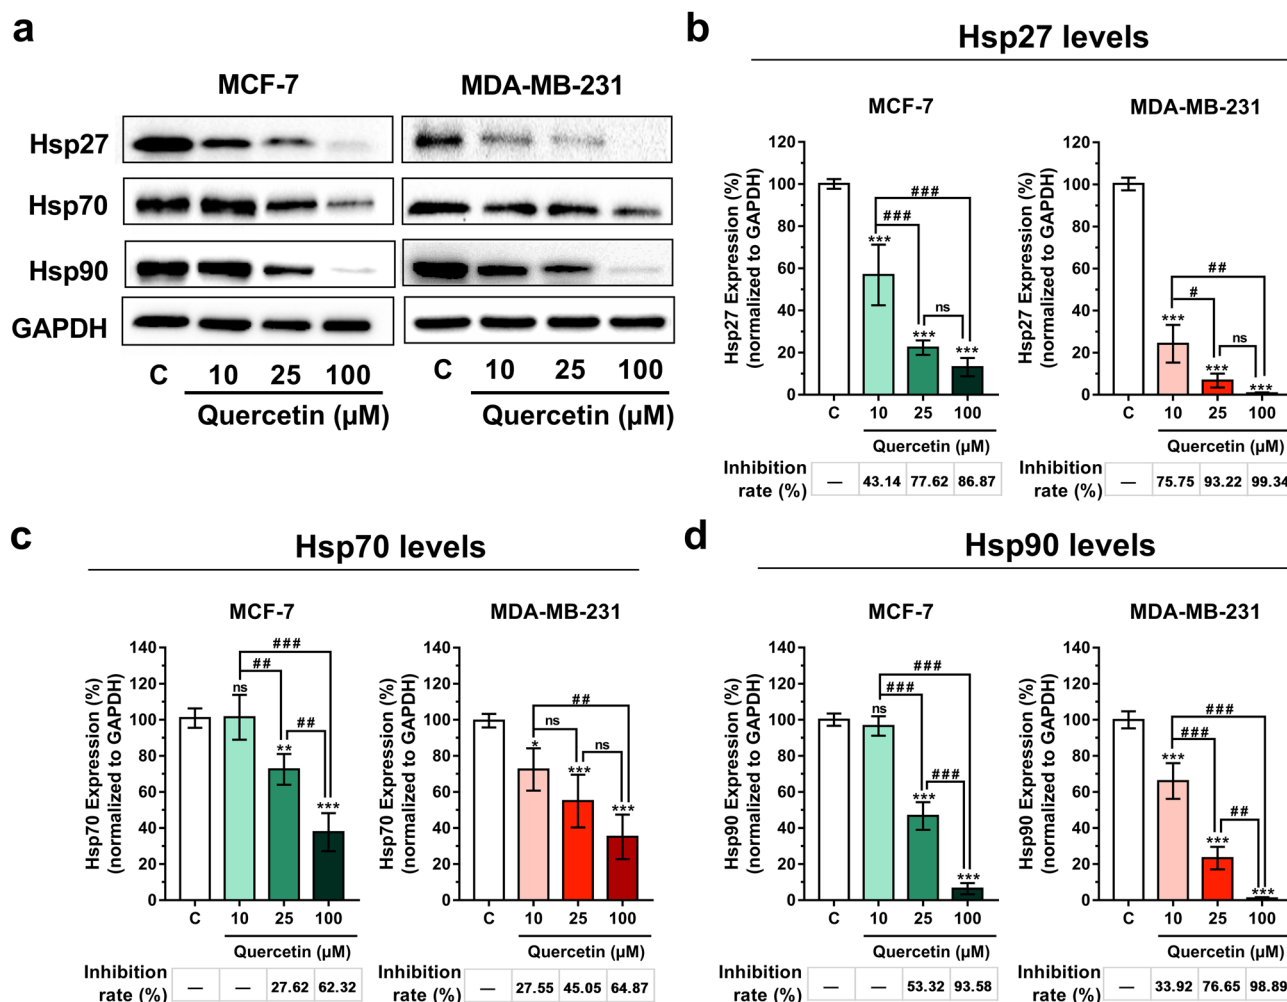 a
MCF-7 MDA-MB-231
Hsp27
Hsp70
Hsp90
GAPDH
C 10 25 100 C 10 25 100
Quercetin (µM) Quercetin (µM)
b
Hsp27 levels
MCF-7
Hsp27 Expression (%)
(normalized to GAPDH)
120
100
80
60
40
20
0
###
###
ns
*** *** ***
C 10 25 100
Quercetin (µM)
Inhibition
rate (%)
— 43.14 77.62 86.87
MDA-MB-231
Hsp27 Expression (%)
(normalized to GAPDH)
120
100
80
60
40
20
0
##
#
ns
*** *** ***
C 10 25 100
Quercetin (µM)
Inhibition
rate (%)
— 75.75 93.22 99.34
c
Hsp70 levels
MCF-7
Hsp70 Expression (%)
(normalized to GAPDH)
140
120
100
80
60
40
20
0
###
##
##
ns ** ***
C 10 25 100
Quercetin (µM)
Inhibition
rate (%)
— — 27.62 62.32
MDA-MB-231
Hsp70 Expression (%)
(normalized to GAPDH)
140
120
100
80
60
40
20
0
##
ns
ns
* *** ***
C 10 25 100
Quercetin (µM)
Inhibition
rate (%)
— 27.55 45.05 64.87
d
Hsp90 levels
MCF-7
Hsp90 Expression (%)
(normalized to GAPDH)
140
120
100
80
60
40
20
0
###
###
###
ns *** ***
C 10 25 100
Quercetin (µM)
Inhibition
rate (%)
— — 53.32 93.58
MDA-MB-231
Hsp90 Expression (%)
(normalized to GAPDH)
140
120
100
80
60
40
20
0
###
###
##
*** *** ***
C 10 25 100
Quercetin (µM)
Inhibition
rate (%)
— 33.92 76.65 98.89